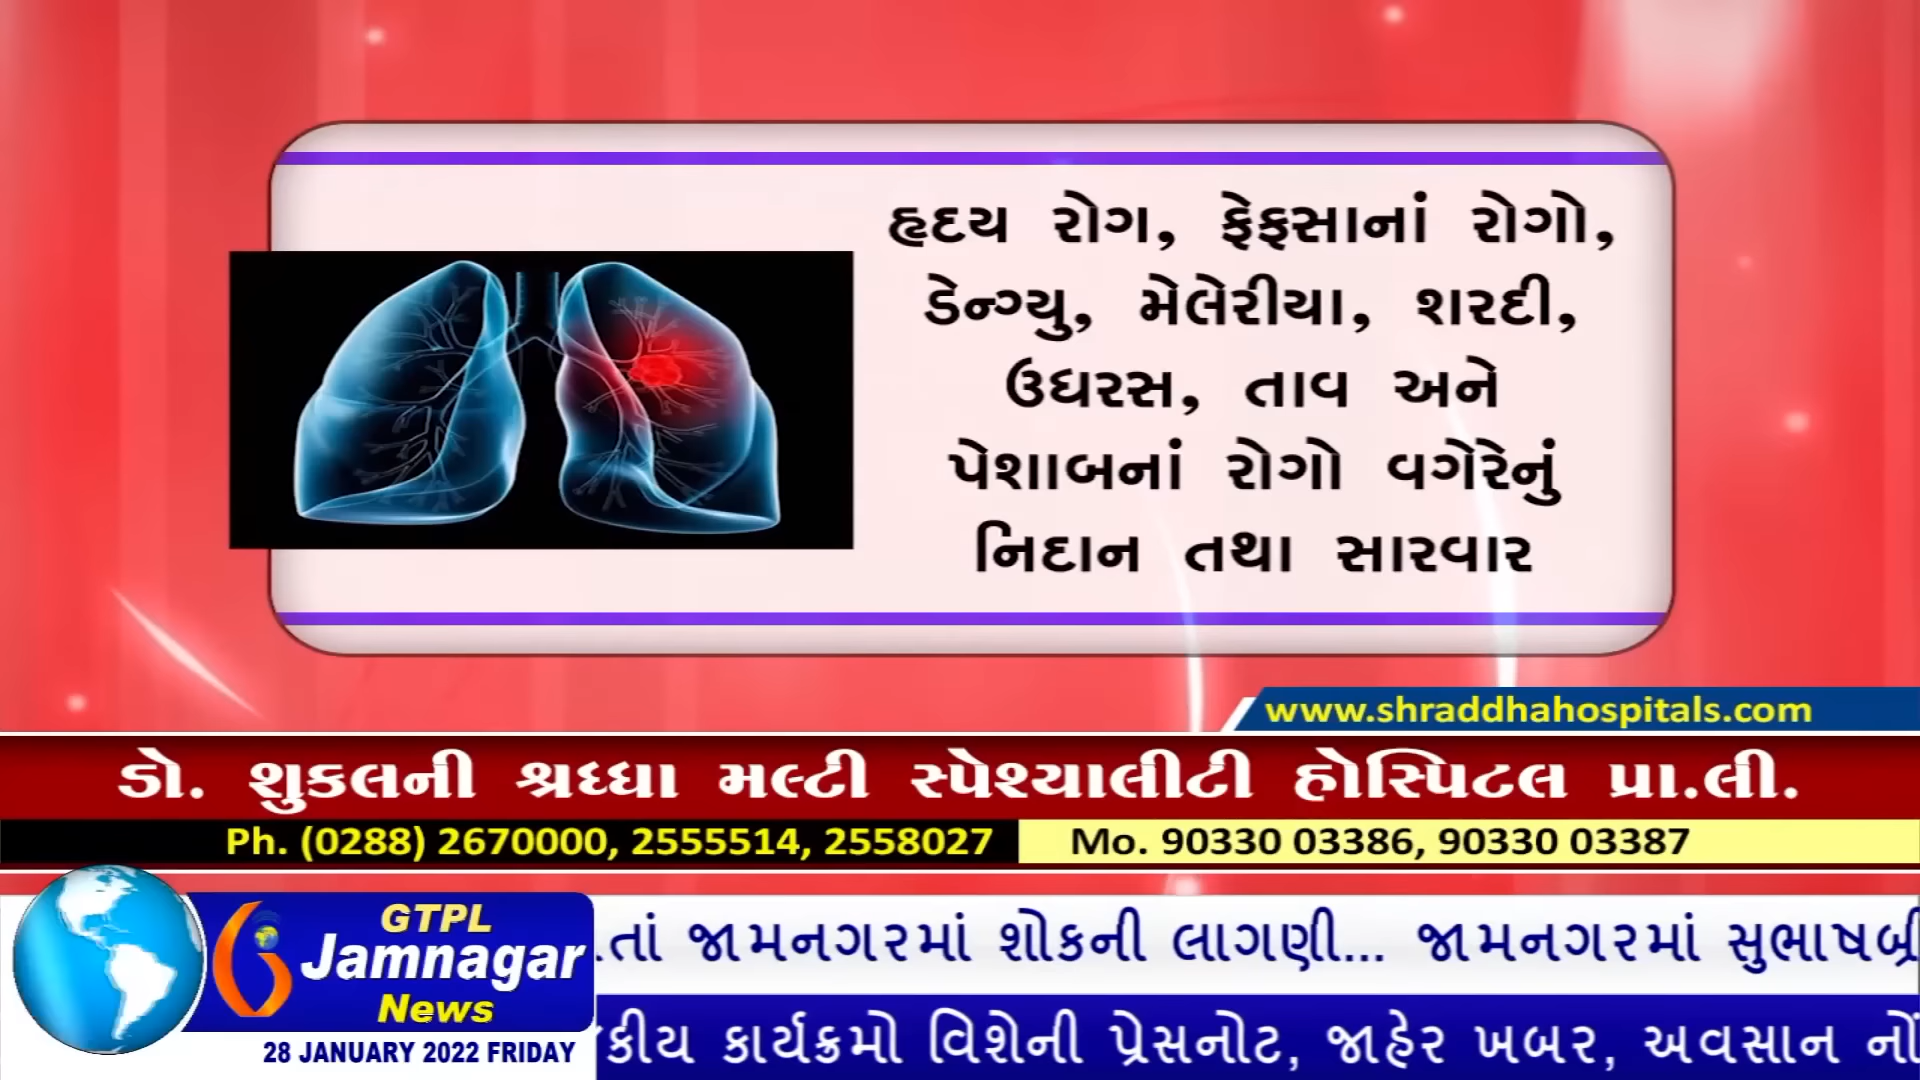 હૃદય રોગ, ફેફસાનાં રોગો,
ડેન્ગ્યુ, મેલેરીયા, શરદી,
ઉધરસ, તાવ અને
પેશાબનાં રોગો વગેરેનું
નિદાન તથા સારવાર
www.shraddhahospitals.com
ડો. શુકલની શ્રધ્ધા મલ્ટી સ્પેશ્યાલીટી હોસ્પિટલ પ્રા.લી.
Ph. (0288) 2670000, 2555514, 2558027 Mo. 90330 03386, 90330 03387
GTPL
Jamnagar
News
28 JANUARY 2022 FRIDAY
જામનગરમાં શોકની લાગણી... જામનગરમાં
કાર્યક્રમો વિશેની પ્રેસનોટ, જાહેર ખબર, અવસાન